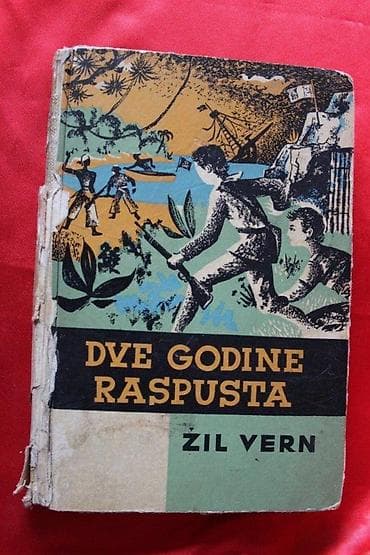 DVE GODINE
RASPUSTA
ŽIL VERN